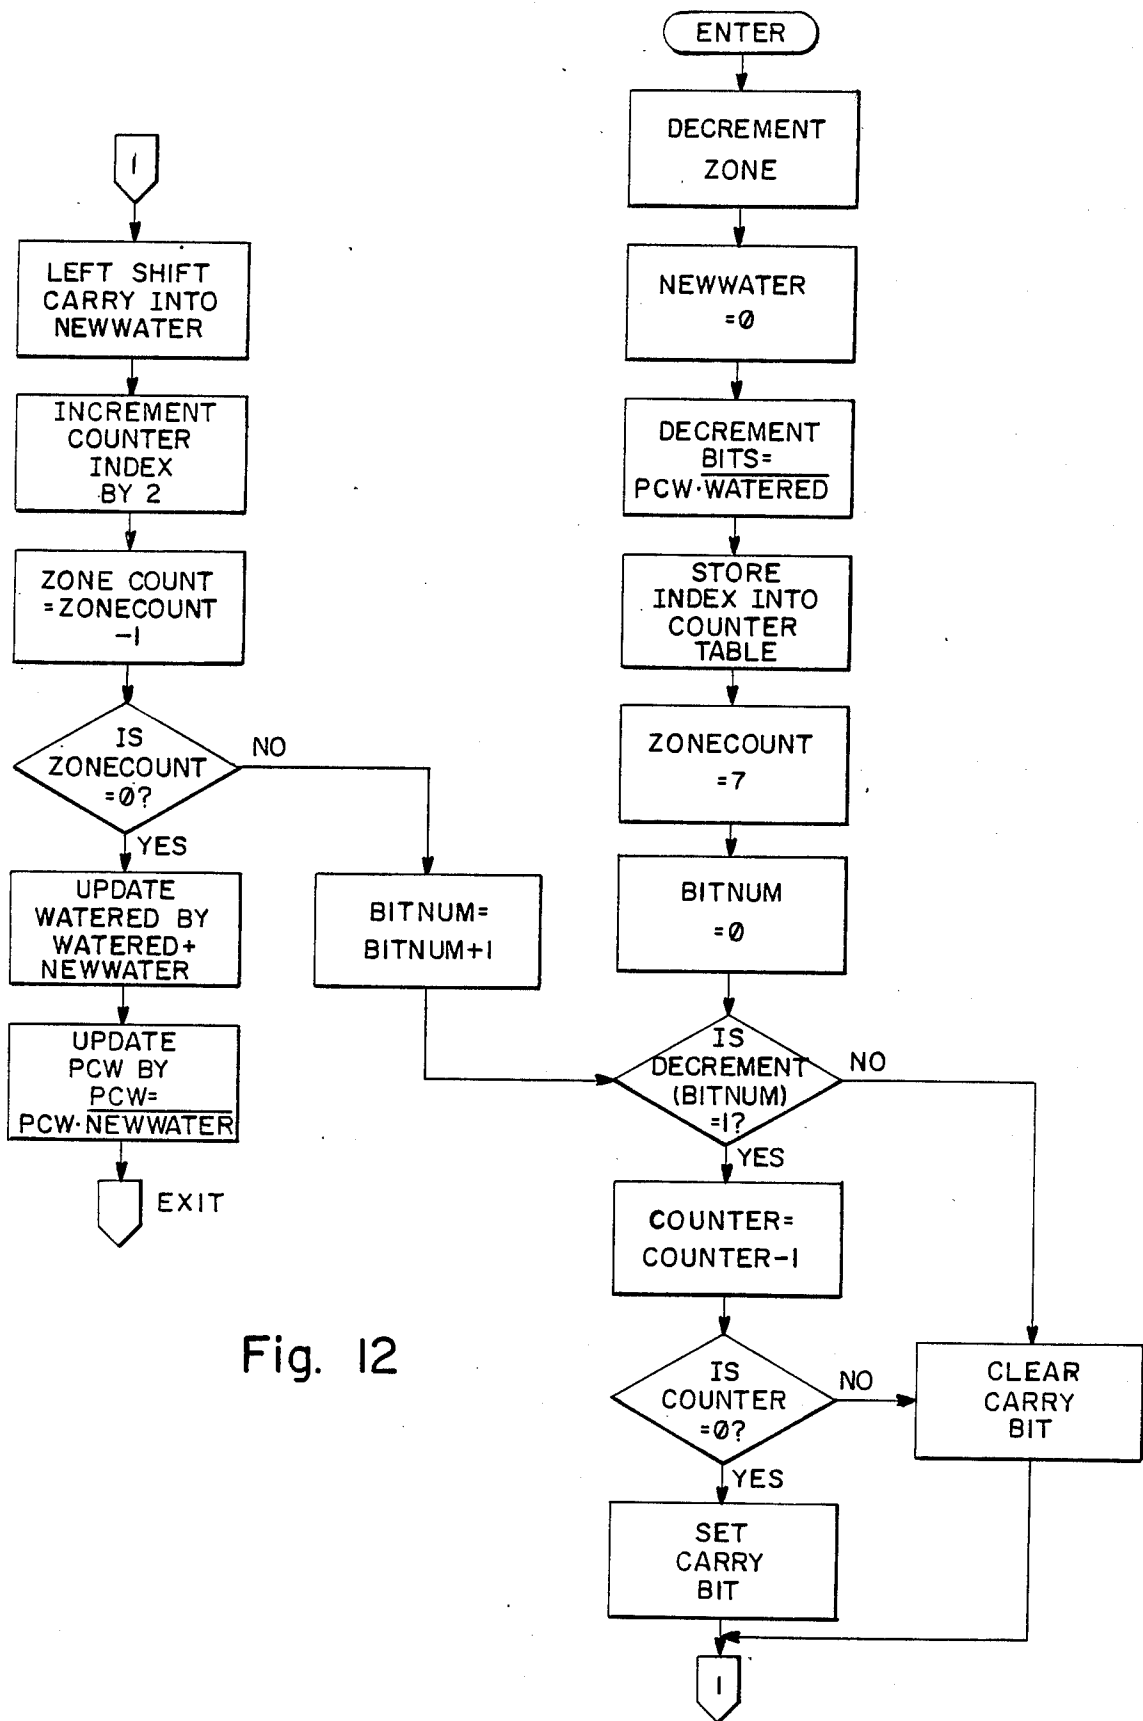 ENTER
DECREMENT
ZONE
NEWWATER
=0
DECREMENT
BITS=
PCW·WATERED
STORE
INDEX INTO
COUNTER
TABLE
ZONECOUNT
=7
BITNUM
=0
IS
DECREMENT
(BITNUM)
=1?
NO
YES
COUNTER=
COUNTER-1
IS
COUNTER
=0?
NO
YES
CLEAR
CARRY
BIT
SET
CARRY
BIT
1
1
LEFT SHIFT
CARRY INTO
NEWWATER
INCREMENT
COUNTER
INDEX
BY 2
ZONE COUNT
=ZONECOUNT
-1
IS
ZONECOUNT
=0?
NO
YES
BITNUM=
BITNUM+1
UPDATE
WATERED BY
WATERED+
NEWWATER
UPDATE
PCW BY
PCW=
PCW·NEWWATER
EXIT
Fig. 12